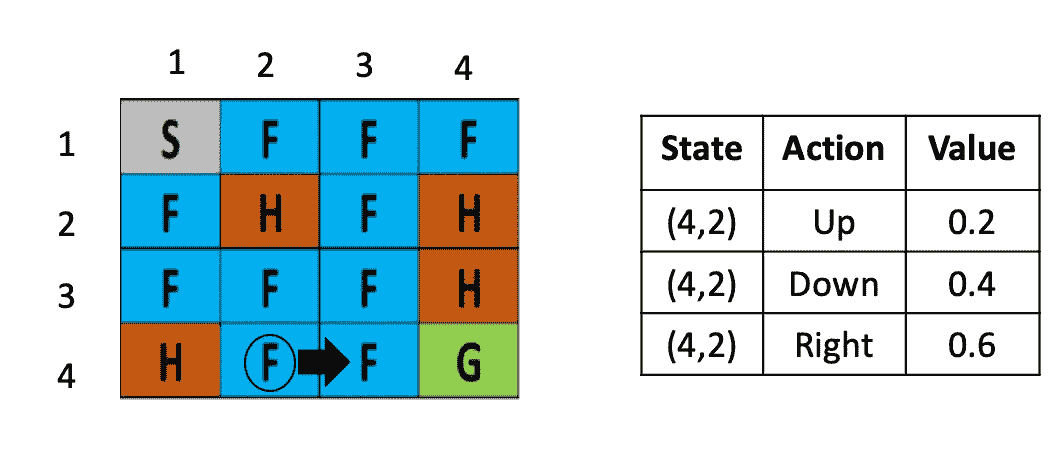 1 2 3 4
1 S F F F
2 F H F H
3 F F F H
4 H F F G
State Action Value
(4,2) Up 0.2
(4,2) Down 0.4
(4,2) Right 0.6